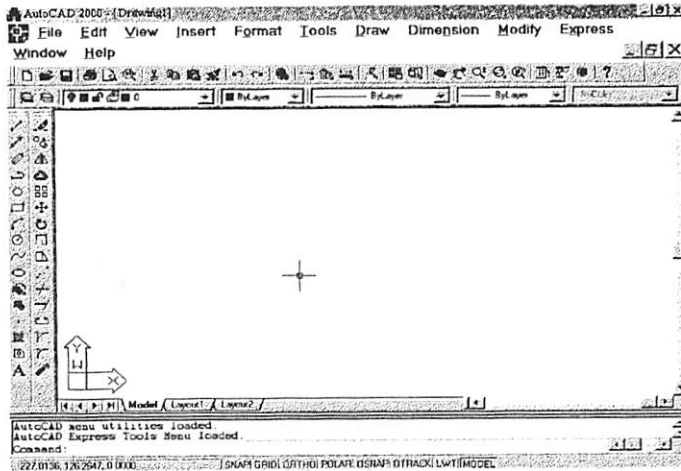 AutoCAD 2000 - [Drawing1]
File Edit View Insert Format Tools Draw Dimension Modify Express
Window Help
0 ByLayer ByLayer ByLayer ByColor
A
Y
W
X
Model Layout1 Layout2
AutoCAD menu utilities loaded.
AutoCAD Express Tools Menu loaded.
Command:
227.0136, 126.2647, 0.0000 SNAP GRID ORTHO POLAR OSNAP OTRACK LWT MODEL